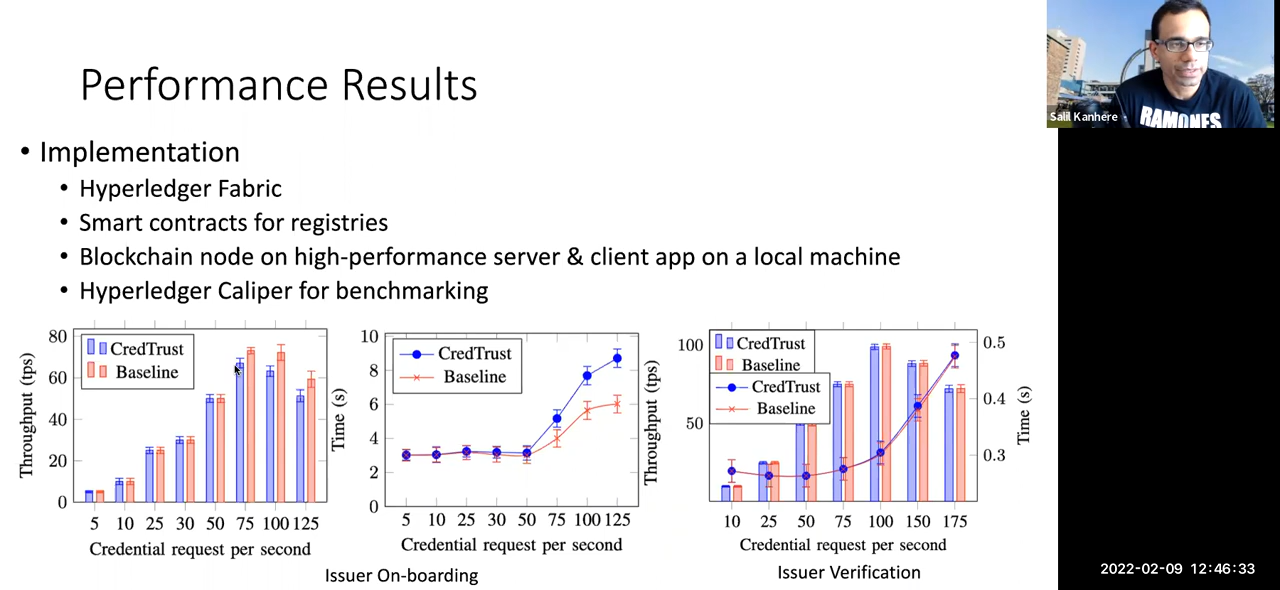 Performance Results
• Implementation
• Hyperledger Fabric
• Smart contracts for registries
• Blockchain node on high-performance server & client app on a local machine
• Hyperledger Caliper for benchmarking
Salil Kanhere
RAMONES
Throughput (tps)
80
60
40
20
0
CredTrust
Baseline
5 10 25 30 50 75 100 125
Credential request per second
Time (s)
10
8
6
4
2
0
CredTrust
Baseline
5 10 25 30 50 75 100 125
Credential request per second
Issuer On-boarding
Throughput (tps)
100
50
CredTrust
Baseline
CredTrust
Baseline
0.5
0.4
0.3
Time (s)
10 25 50 75 100 150 175
Credential request per second
Issuer Verification
2022-02-09 12:46:33